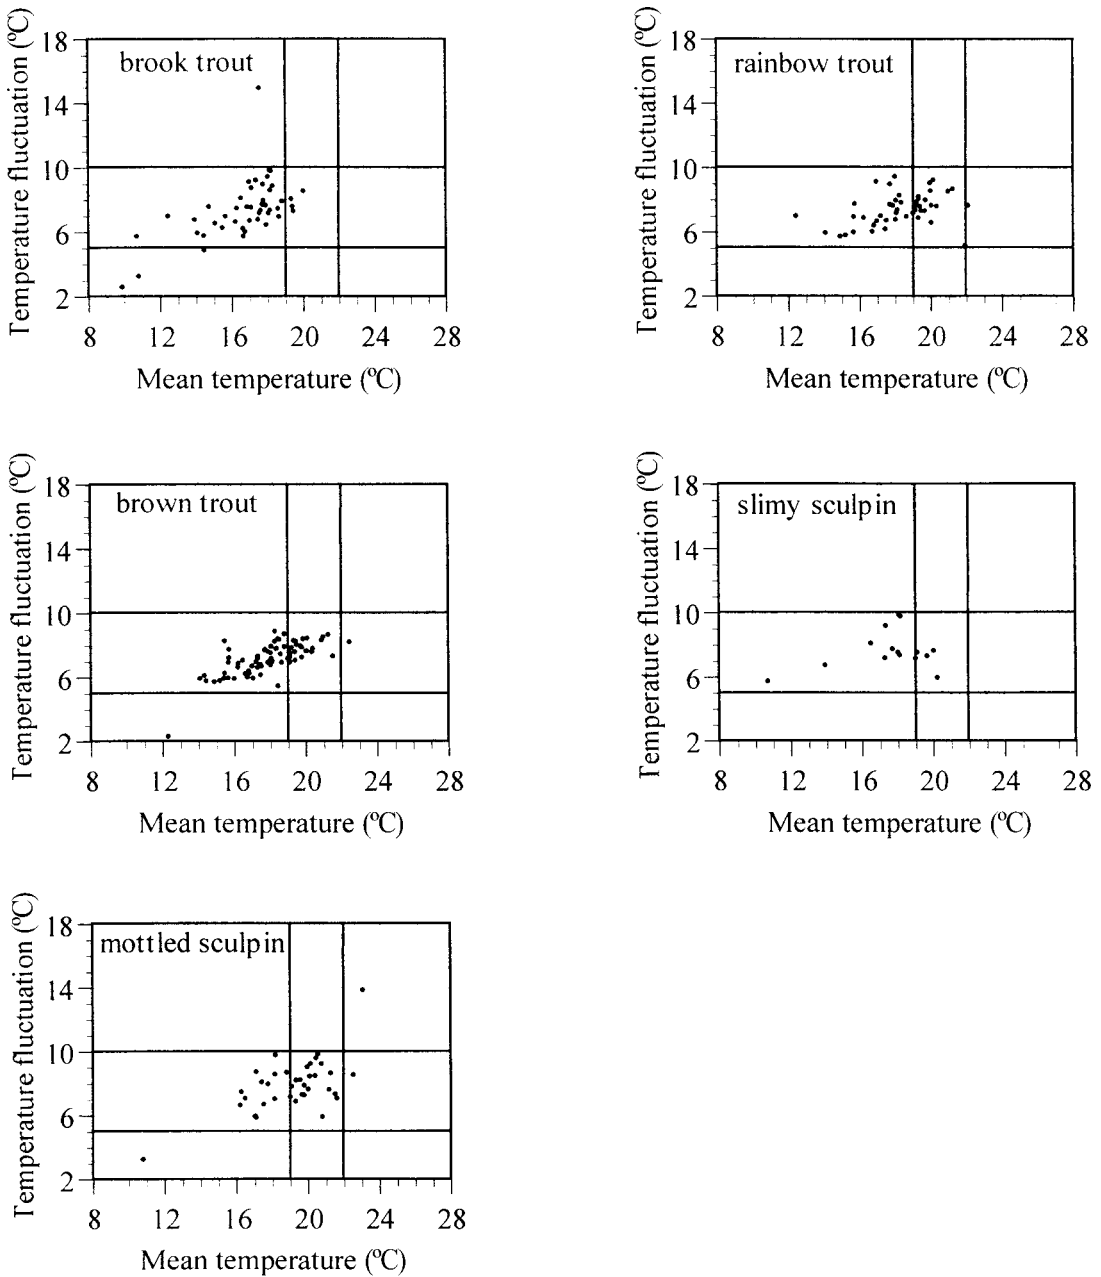 Temperature fluctuation (ºC)
18
14
10
6
2
brook trout
8 12 16 20 24 28
Mean temperature (ºC)
Temperature fluctuation (ºC)
18
14
10
6
2
rainbow trout
8 12 16 20 24 28
Mean temperature (ºC)
Temperature fluctuation (ºC)
18
14
10
6
2
brown trout
8 12 16 20 24 28
Mean temperature (ºC)
Temperature fluctuation (ºC)
18
14
10
6
2
slimy sculpin
8 12 16 20 24 28
Mean temperature (ºC)
Temperature fluctuation (ºC)
18
14
10
6
2
mottled sculpin
8 12 16 20 24 28
Mean temperature (ºC)